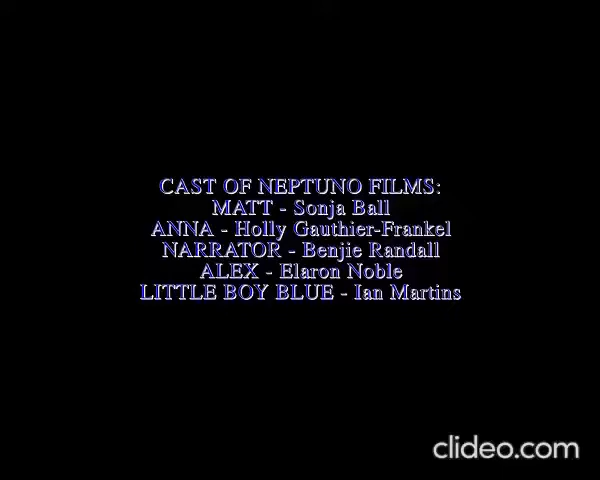 CAST OF NEPTUNO FILMS:
MATT - Sonja Ball
ANNA - Holly Gauthier-Frankel
NARRATOR - Benjie Randall
ALEX - Elaron Noble
LITTLE BOY BLUE - Ian Martins
clideo.com